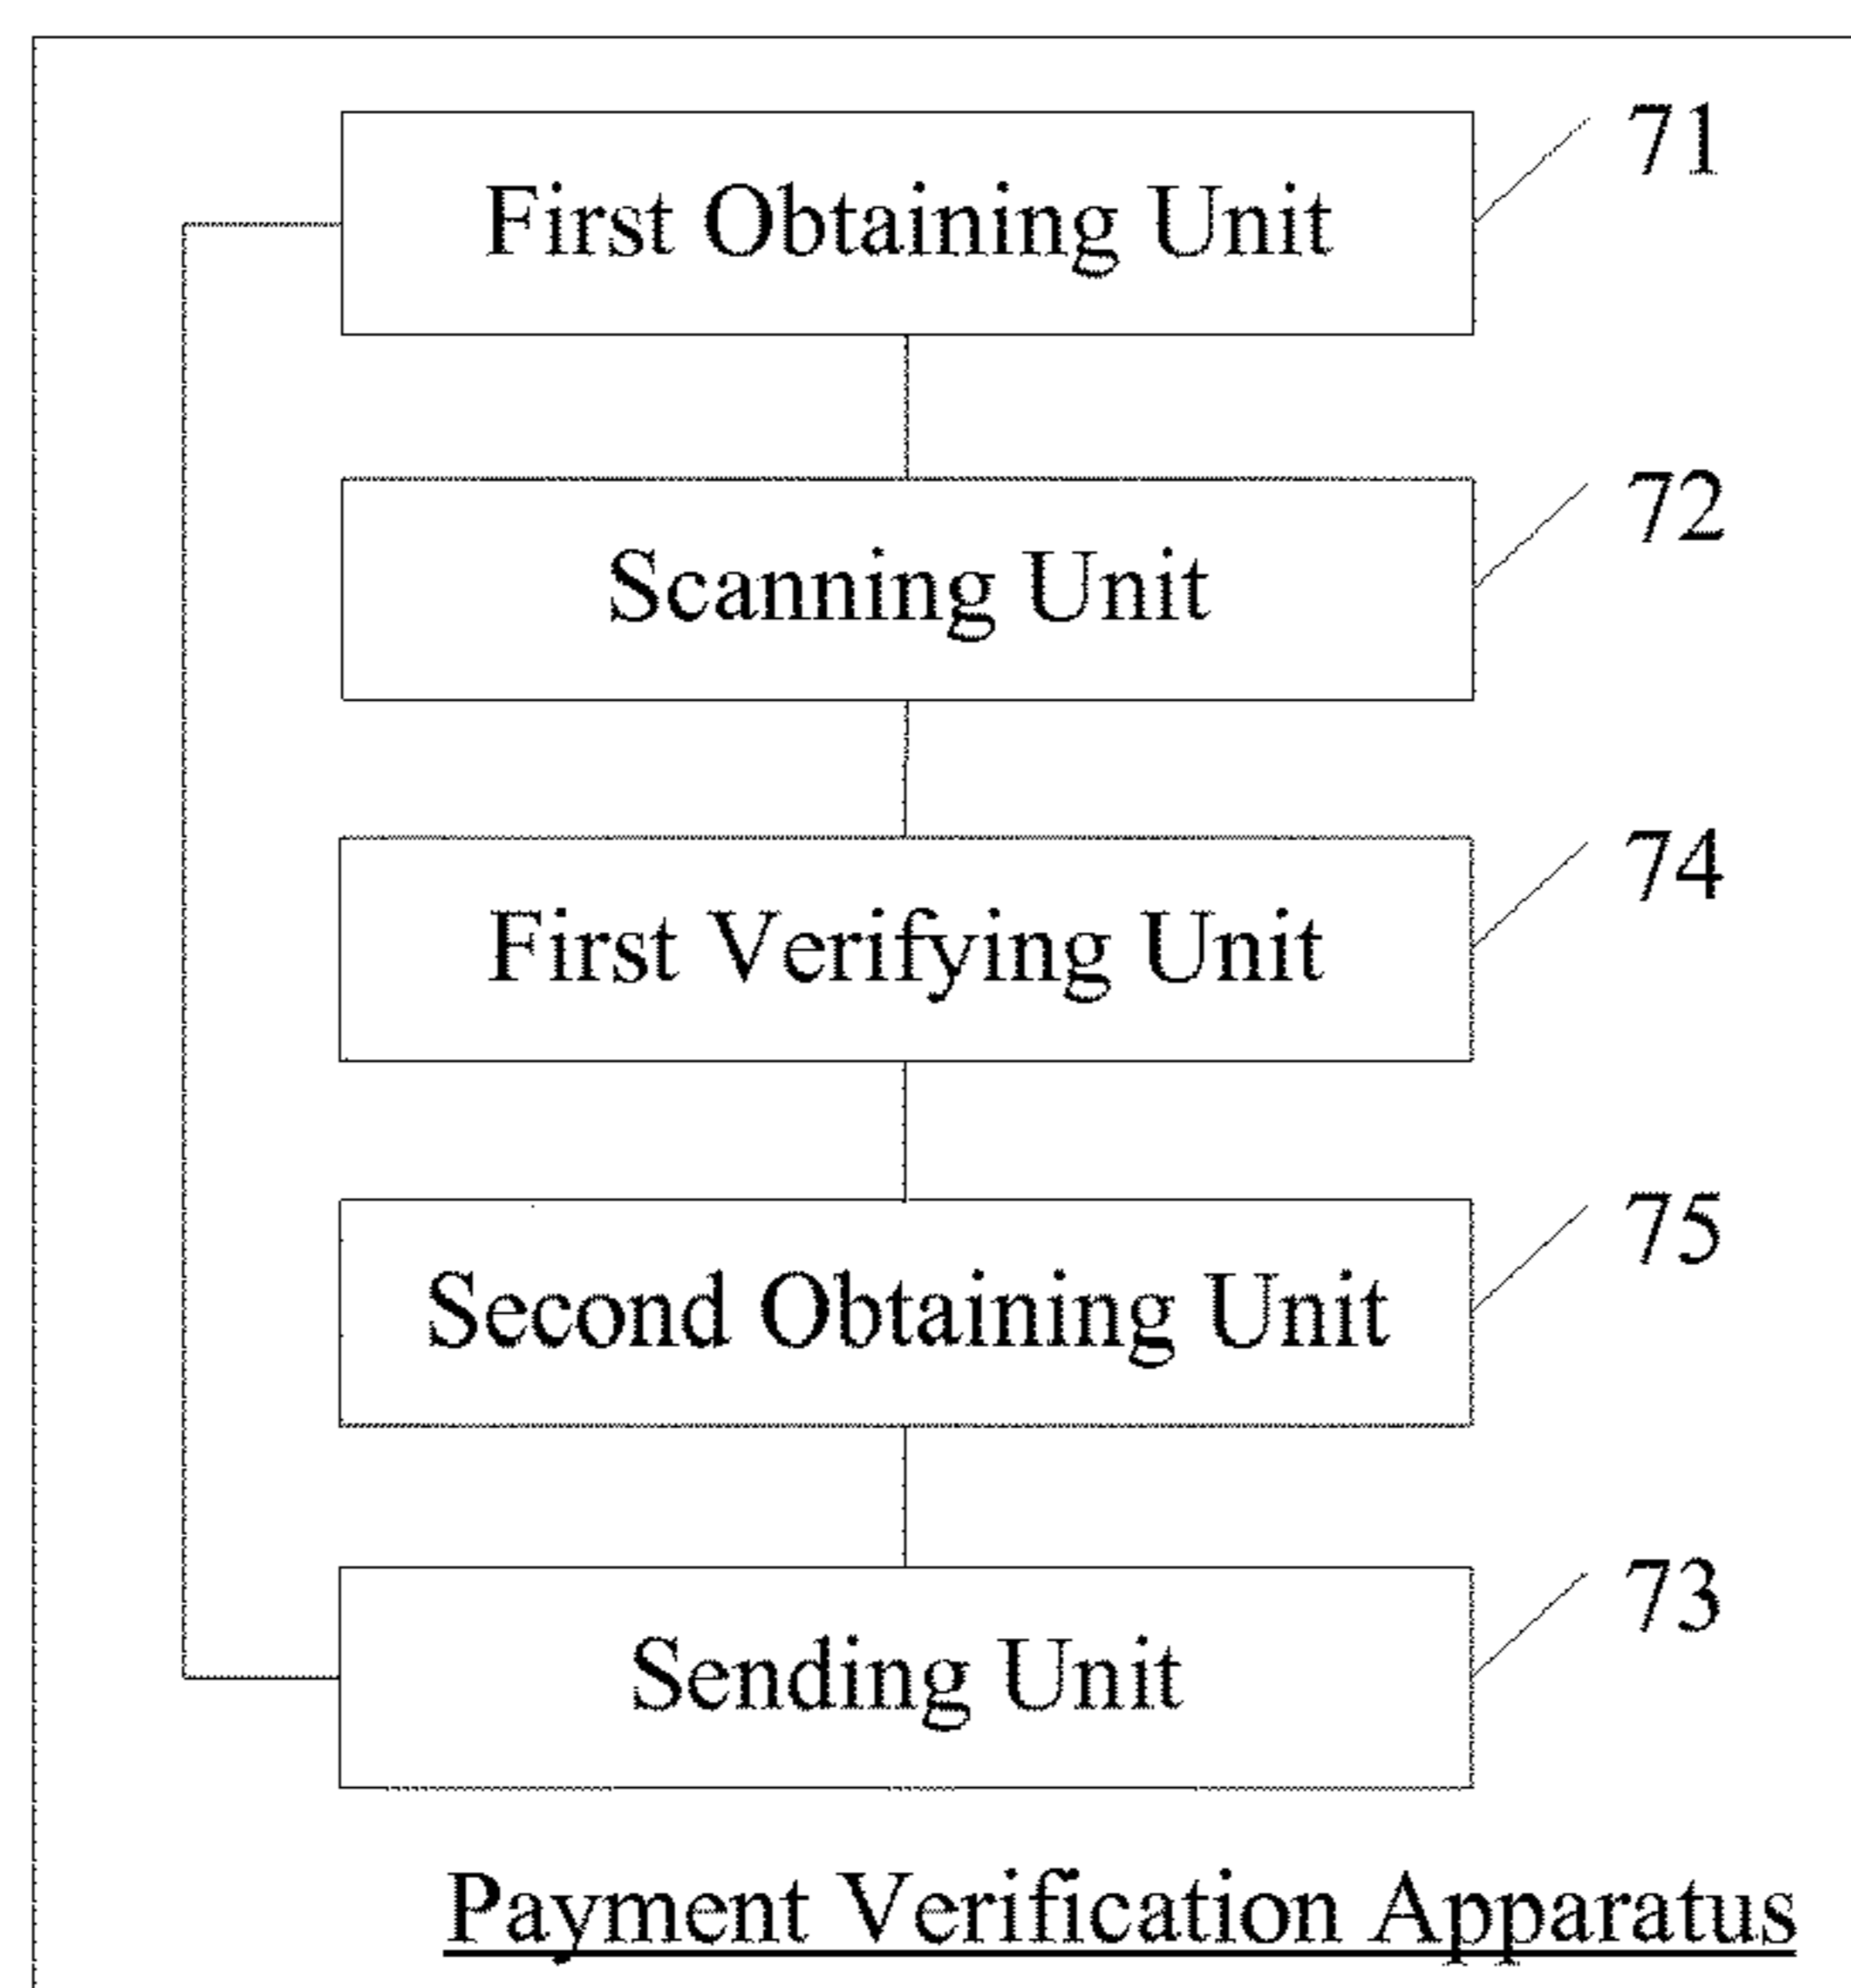 71
First Obtaining Unit
72
Scanning Unit
74
First Verifying Unit
75
Second Obtaining Unit
73
Sending Unit
Payment Verification Apparatus